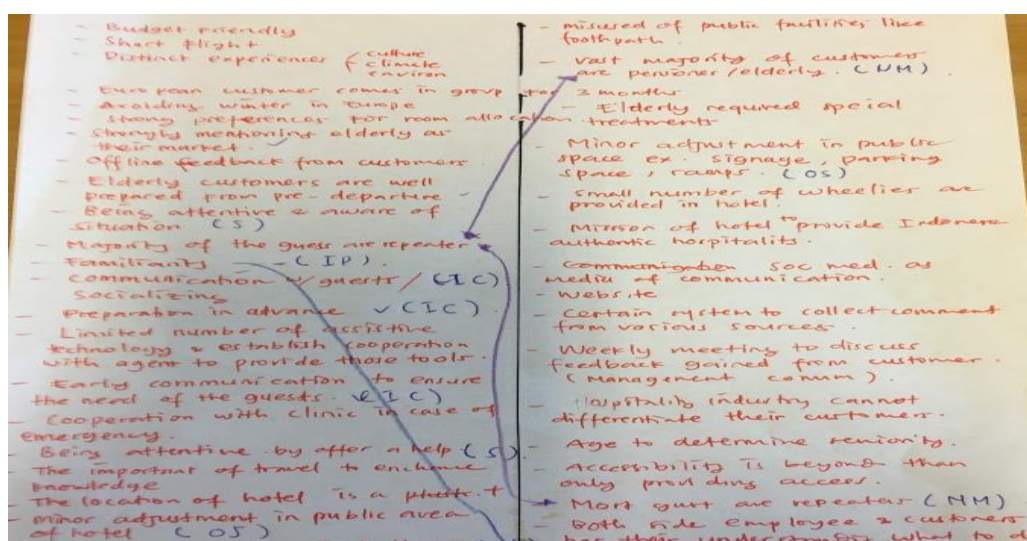 - Budget friendly
- Short flight
- Distinct experiences { culture
climate
environ
- European customer comes in group for 3 months
- Avoiding winter in Europe
- Strong preferences for room allocation
- Strongly mentioning elderly as
their market. ✓
- Offline feedback from customers
- Elderly customers are well
prepared from pre-departure
- Being attentive & aware of
situation (S)
- Majority of the guess are repeater
- Familiarity - (IP).
- Communication w/ guests / (IC)
Socializing
- Preparation in advance ✓ (IC).
- Limited number of assistive
technology & establish cooperation
with agent to provide those tools.
- Early communication to ensure
the need of the guests. (IC)
- Cooperation with clinic in case of
emergency.
- Being attentive by offer a help (S)
- The important of travel to enhance
knowledge
- The location of hotel is a
- minor adjustment in public area
of hotel (OS)
- misused of public facilities like
footpath.
- Vast majority of customers
are pensioner/elderly. (NM)
- Elderly required special
treatments
- Minor adjustment in public
space ex. signage, parking
space, ramps. (OS)
- Small number of wheelies are
provided in hotel.
- Mission of hotel to provide Indonesia
authentic hospitality.
- Communication soc med. as
media of communication.
- Website
- Certain system to collect comment
from various sources.
- Weekly meeting to discuss
feedback gained from customer.
(Management comm).
- Hospitality industry cannot
differentiate their customers.
- Age to determine seniority.
- Accessibility is beyond than
only providing access.
- Most are repeaters (NM)
- Both side employee & customers
their what to d